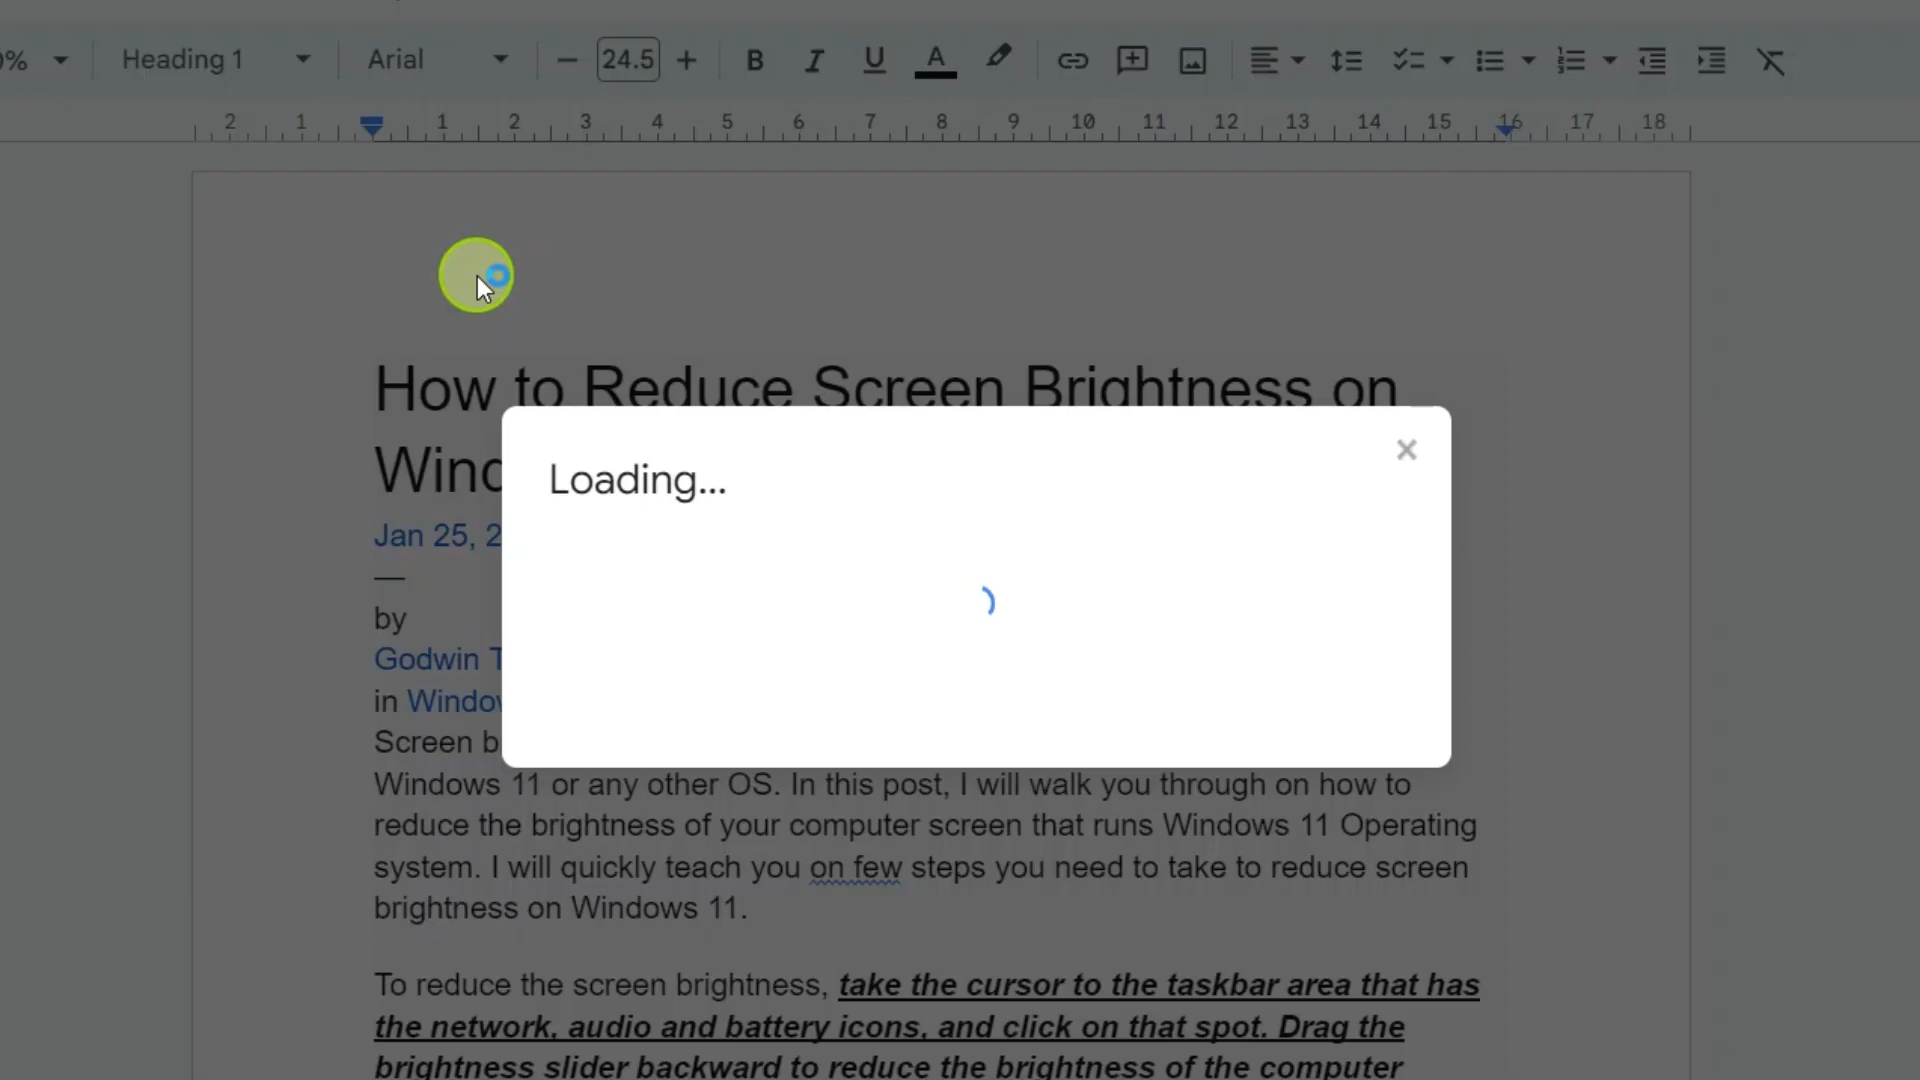 % Heading 1 Arial 24.5 B I U A
2 1 1 2 3 4 5 6 7 8 9 10 11 12 13 14 15 16 17 18
How to Reduce Screen Brightness on
Loading...
Jan 25,
—
by
Godwin
in
Screen
Windows 11 or any other OS. In this post, I will walk you through on how to
reduce the brightness of your computer screen that runs Windows 11 Operating
system. I will quickly teach you on few steps you need to take to reduce screen
brightness on Windows 11.
To reduce the screen brightness, take the cursor to the taskbar area that has
the network, audio and battery icons, and click on that spot. Drag the
brightness slider backward to reduce the brightness of the computer